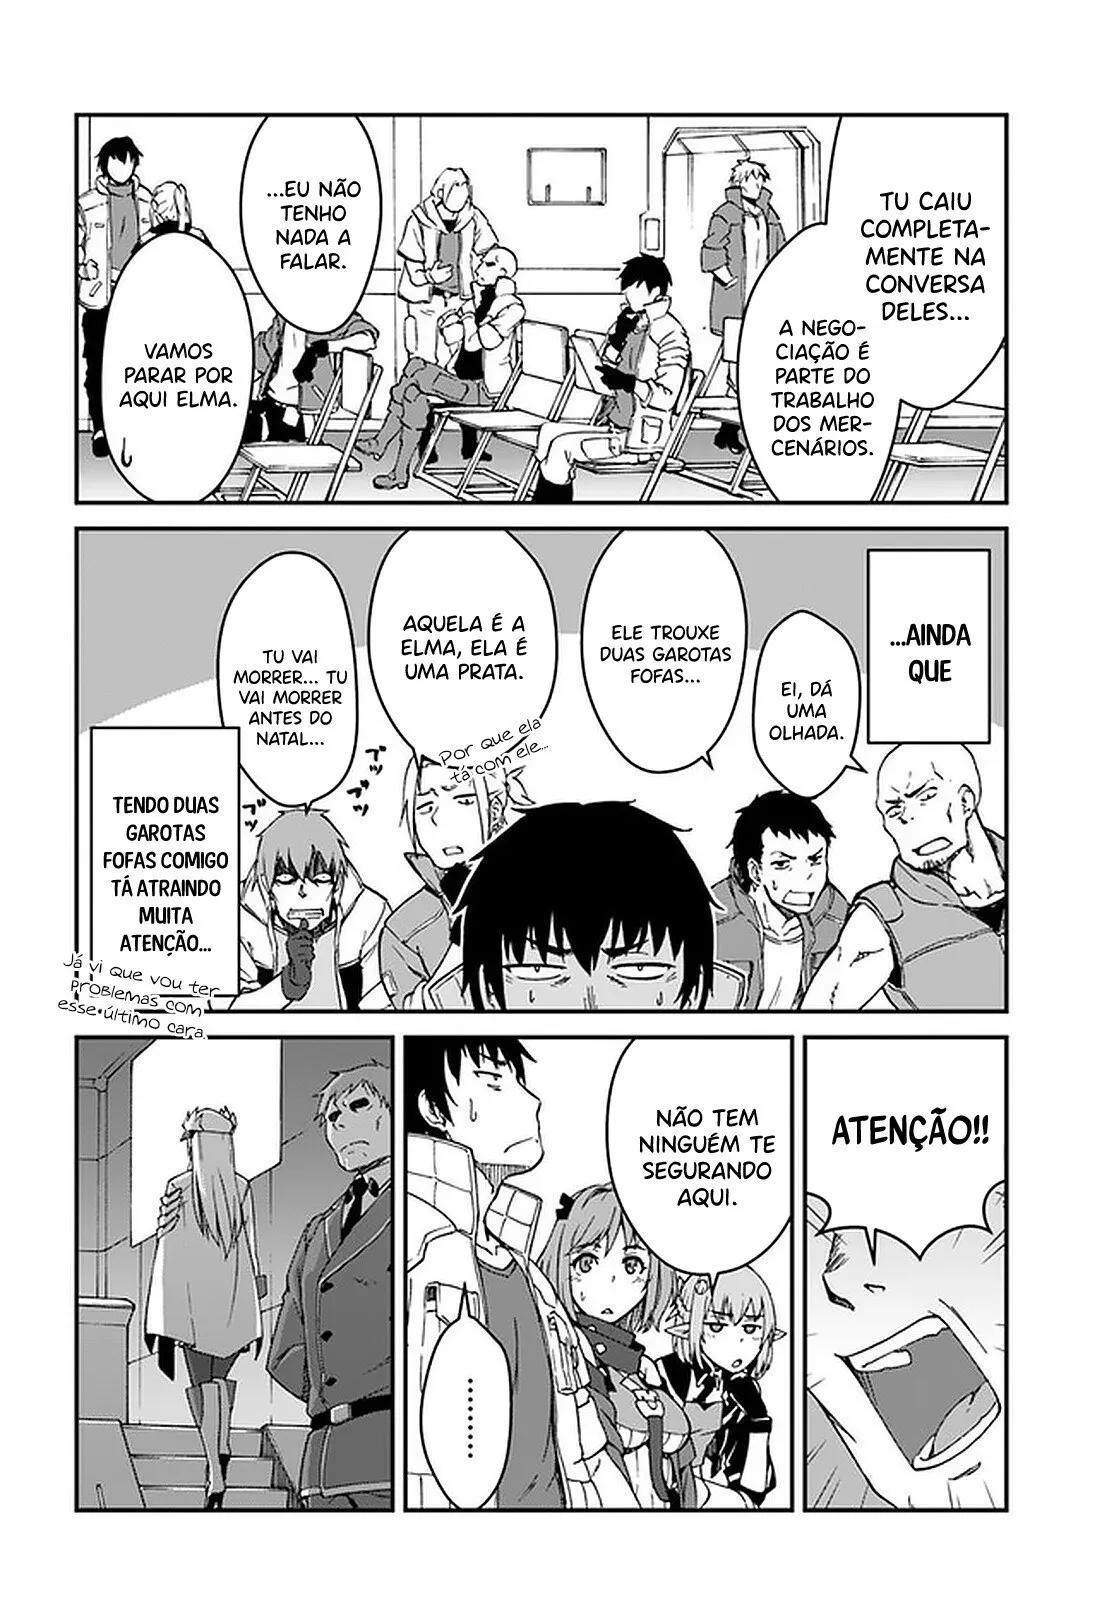 TU CAIU
COMPLETA-
MENTE NA
CONVERSA
DELES...
A NEGO-
CIAÇÃO É
PARTE DO
TRABALHO
DOS MER-
CENÁRIOS.
...EU NÃO
TENHO
NADA A
FALAR.
VAMOS
PARAR POR
AQUI ELMA.
...AINDA
QUE
EI, DÁ
UMA
OLHADA.
ELE TROUXE
DUAS GAROTAS
FOFAS...
AQUELA É A
ELMA, ELA É
UMA PRATA.
Por que ela
tá com ele...
TU VAI
MORRER... TU
VAI MORRER
ANTES DO
NATAL...
ブツ
ブツ
TENDO DUAS
GAROTAS
FOFAS COMIGO
TÁ ATRAINDO
MUITA
ATENÇÃO...
Já vi que vou ter
problemas com
esse último cara.
ATENÇÃO!!
NÃO TEM
NINGUÉM TE
SEGURANDO
AQUI.
.........